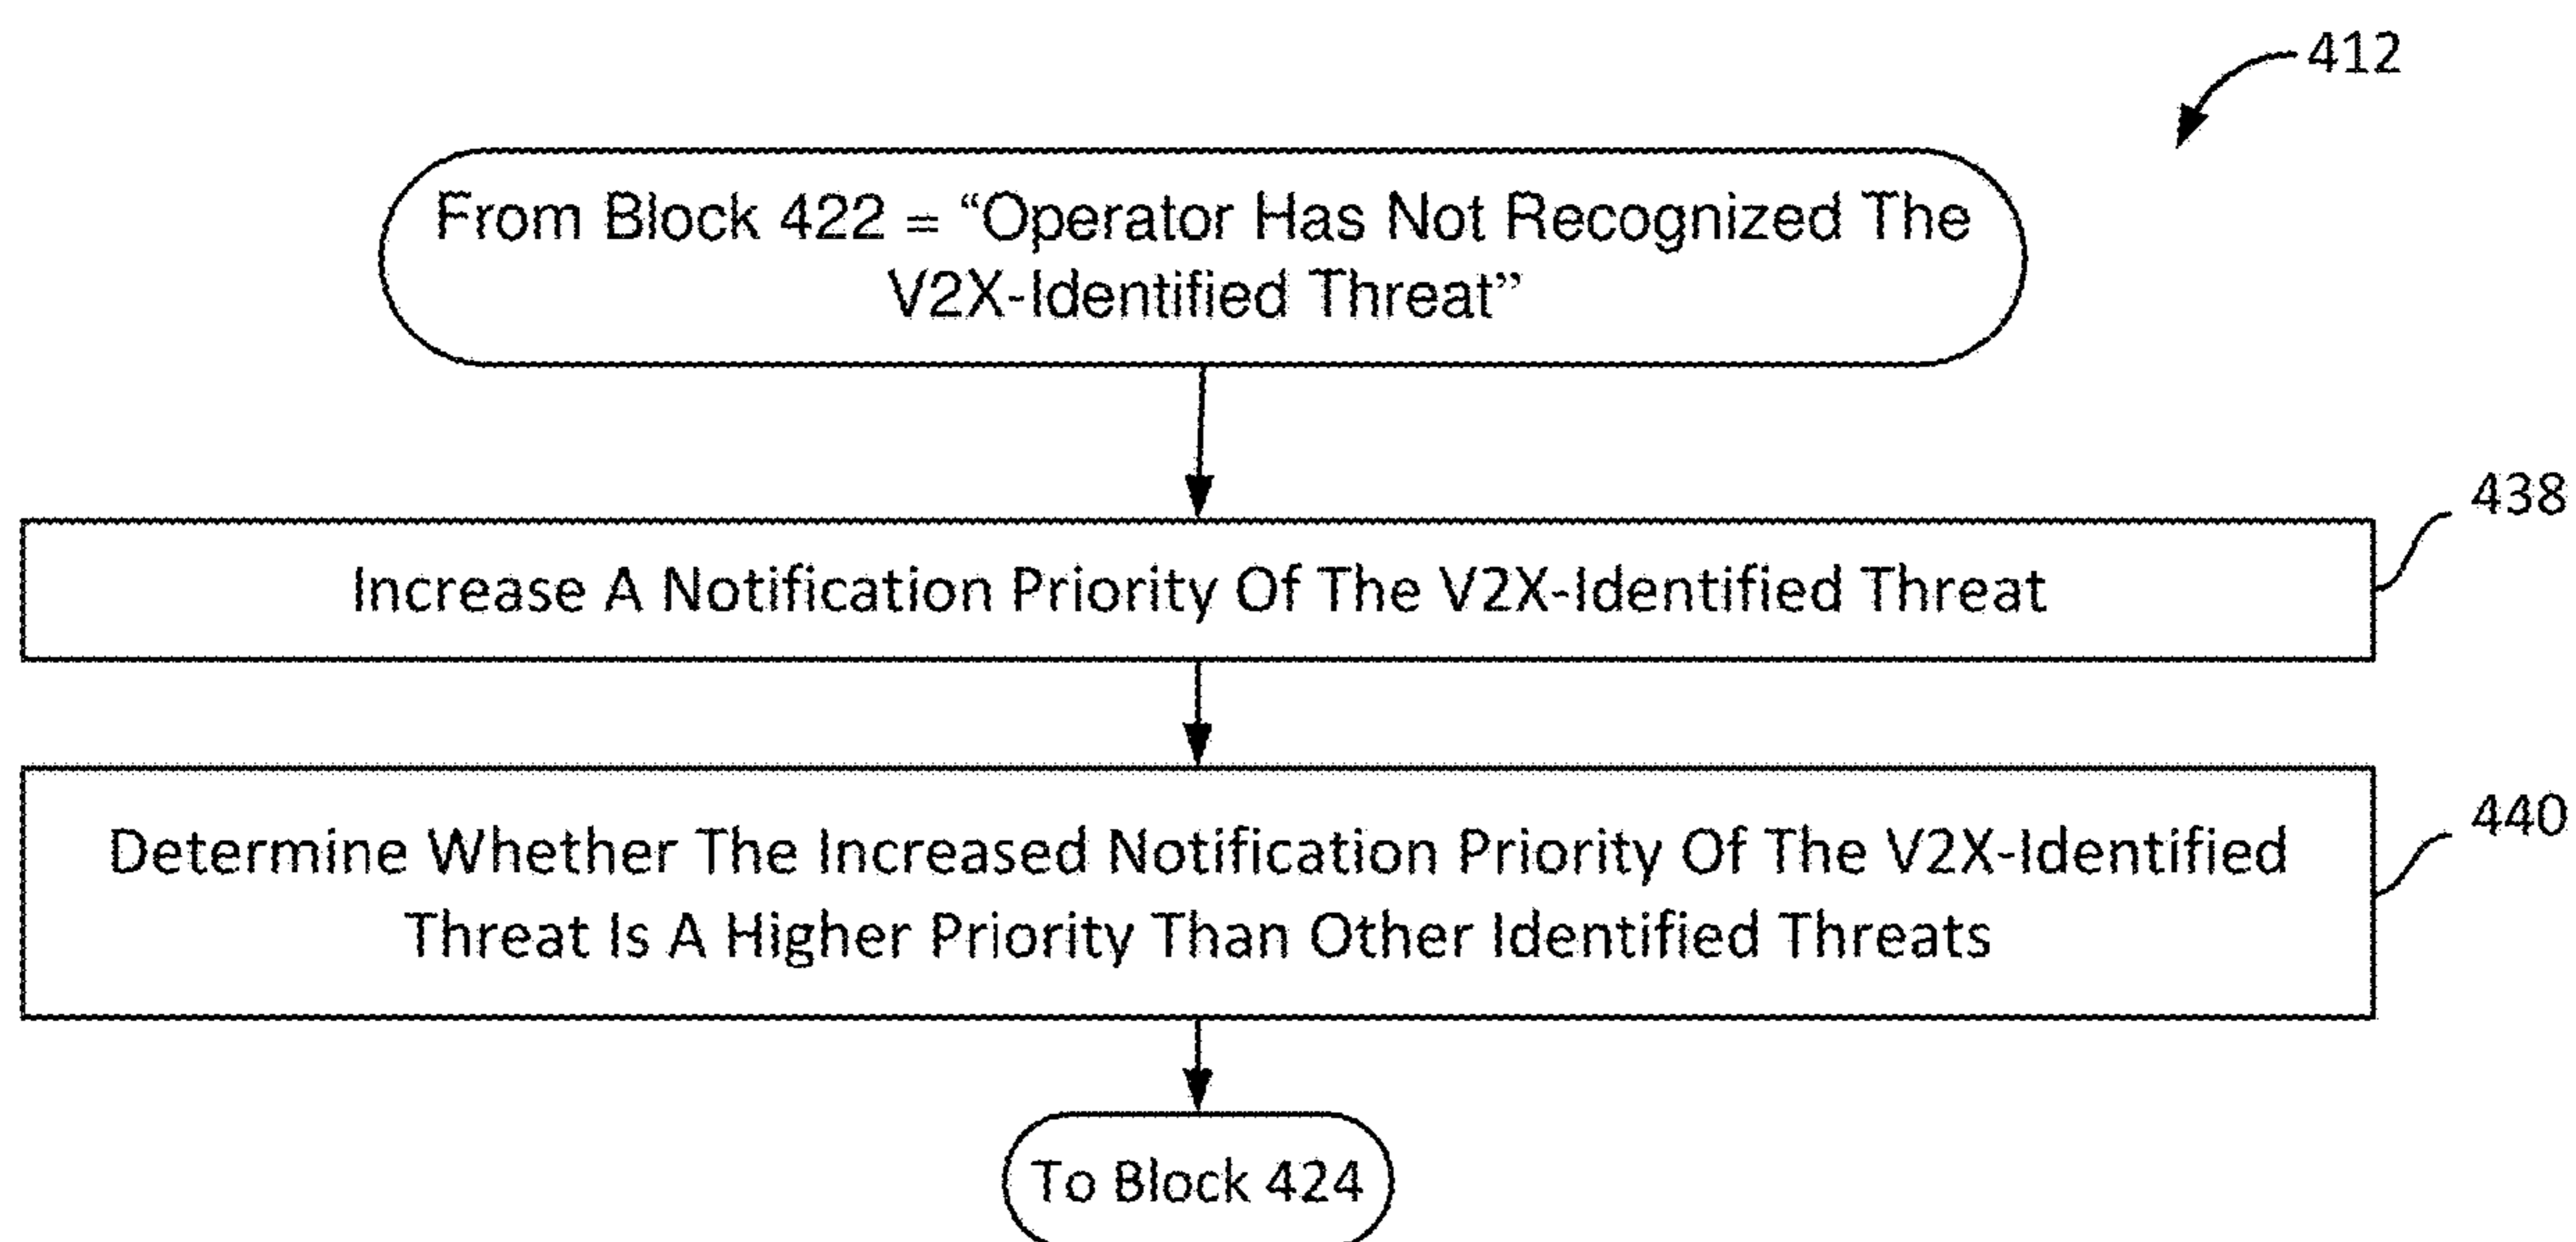 412
From Block 422 = “Operator Has Not Recognized The
V2X-Identified Threat”
438
Increase A Notification Priority Of The V2X-Identified Threat
440
Determine Whether The Increased Notification Priority Of The V2X-Identified
Threat Is A Higher Priority Than Other Identified Threats
To Block 424